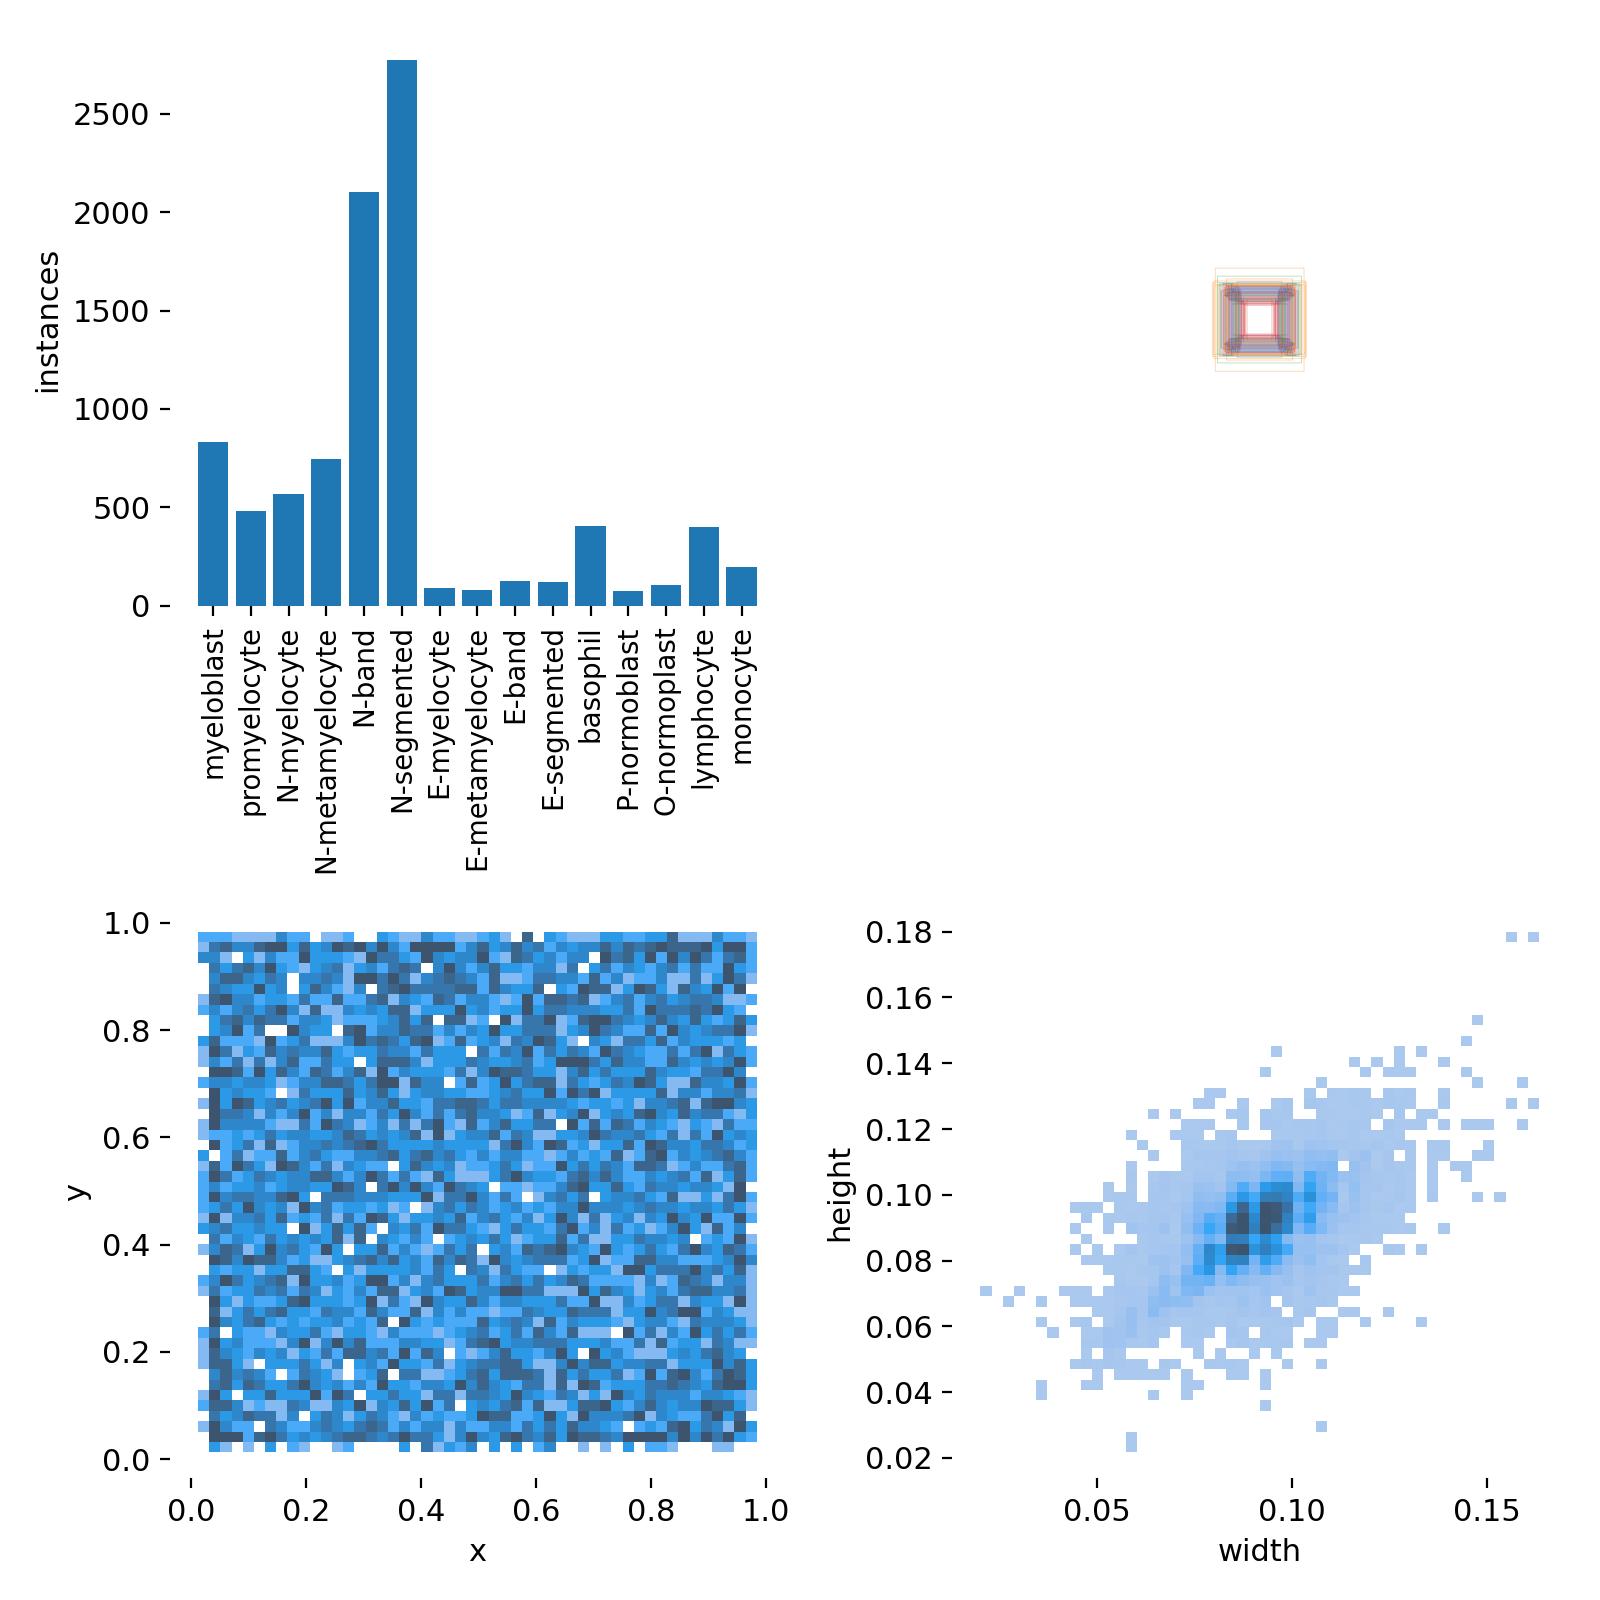 2500
2000
1500
1000
500
0
instances
myeloblast
promyelocyte
N-myelocyte
N-metamyelocyte
N-band
N-segmented
E-myelocyte
E-metamyelocyte
E-band
E-segmented
basophil
P-normoblast
O-normoplast
lymphocyte
monocyte
1.0
0.8
0.6
0.4
0.2
0.0
y
0.0 0.2 0.4 0.6 0.8 1.0
x
0.18
0.16
0.14
0.12
0.10
0.08
0.06
0.04
0.02
height
0.05 0.10 0.15
width